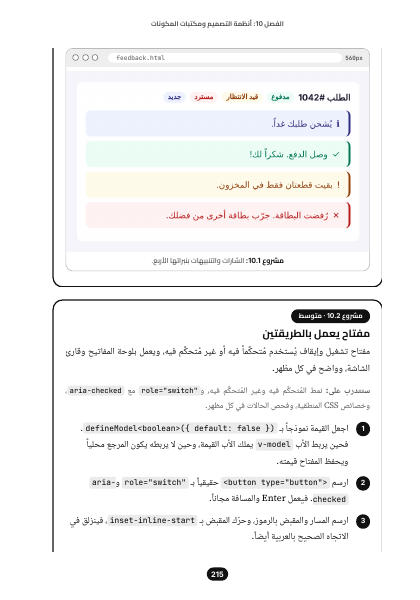 الفصل 10: أنظمة التصميم ومكتبات المكونات
feedback.html
560px
الطلب #1042 مدفوع قيد الانتظار مسترد جديد
i يُشحن طلبك غداً.
✓ وصل الدفع. شكراً لك!
! بقيت قطعتان فقط في المخزون.
✕ رُفضت البطاقة. جرّب بطاقة أخرى من فضلك.
مشروع 10.1: الشارات والتنبيهات بنبراتها الأربع.
مشروع 10.2 · متوسط
مفتاح يعمل بالطريقتين
مفتاح تشغيل وإيقاف يُستخدم مُتحكَّماً فيه أو غير مُتحكَّم فيه، ويعمل بلوحة المفاتيح وقارئ
الشاشة، وواضح في كل مظهر.
ستتدرب على: نمط المُتحكَّم فيه وغير المُتحكَّم فيه، و role="switch" مع aria-checked،
وخصائص CSS المنطقية، وفحص الحالات في كل مظهر.
1 اجعل القيمة نموذجاً بـ defineModel<boolean>({ default: false }).
فحين يربط الأب v-model يملك الأب القيمة، وحين لا يربطه يكون المرجع محلياً
ويحفظ المفتاح قيمته.
2 ارسم <button type="button"> حقيقياً بـ role="switch" و aria-
checked. فيعمل Enter والمسافة مجاناً.
3 ارسم المسار والمقبض بالرموز، وحرّك المقبض بـ inset-inline-start، فينزلق في
الاتجاه الصحيح بالعربية أيضاً.
215